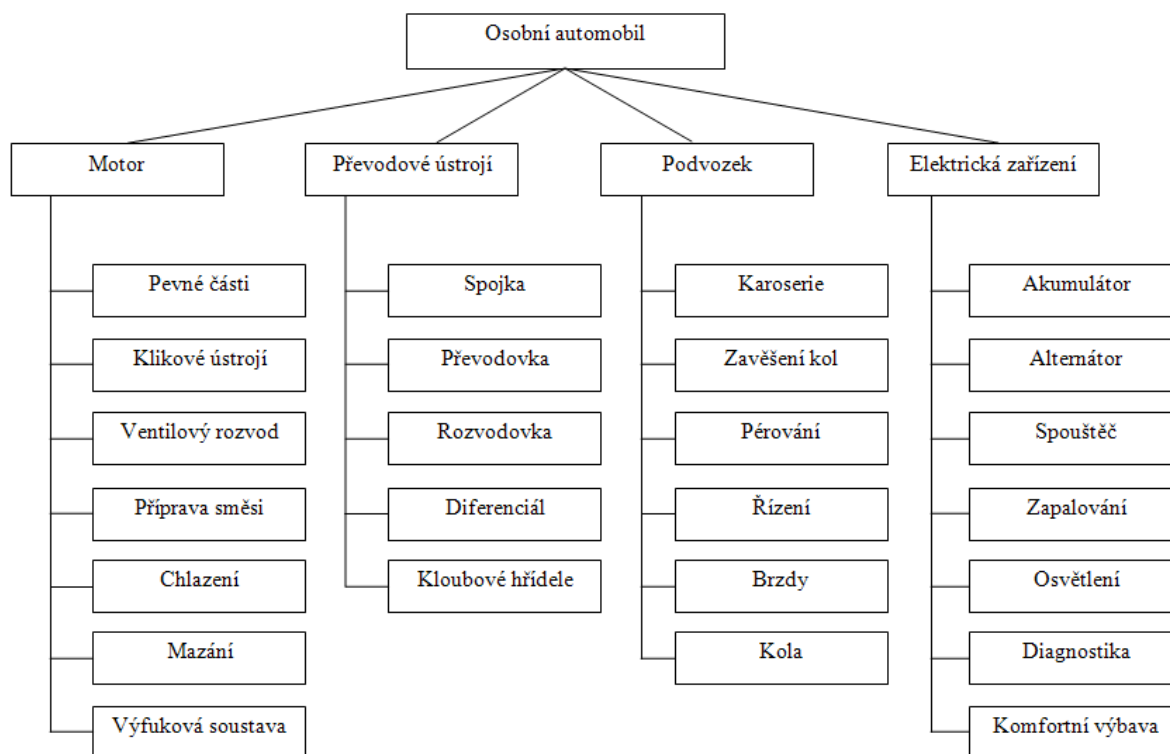 Osobní automobil
Motor
Převodové ústrojí
Podvozek
Elektrická zařízení
Pevné části
Klikové ústrojí
Ventilový rozvod
Příprava směsi
Chlazení
Mazání
Výfuková soustava
Spojka
Převodovka
Rozvodovka
Diferenciál
Kloubové hřídele
Karoserie
Zavěšení kol
Pérování
Řízení
Brzdy
Kola
Akumulátor
Alternátor
Spouštěč
Zapalování
Osvětlení
Diagnostika
Komfortní výbava